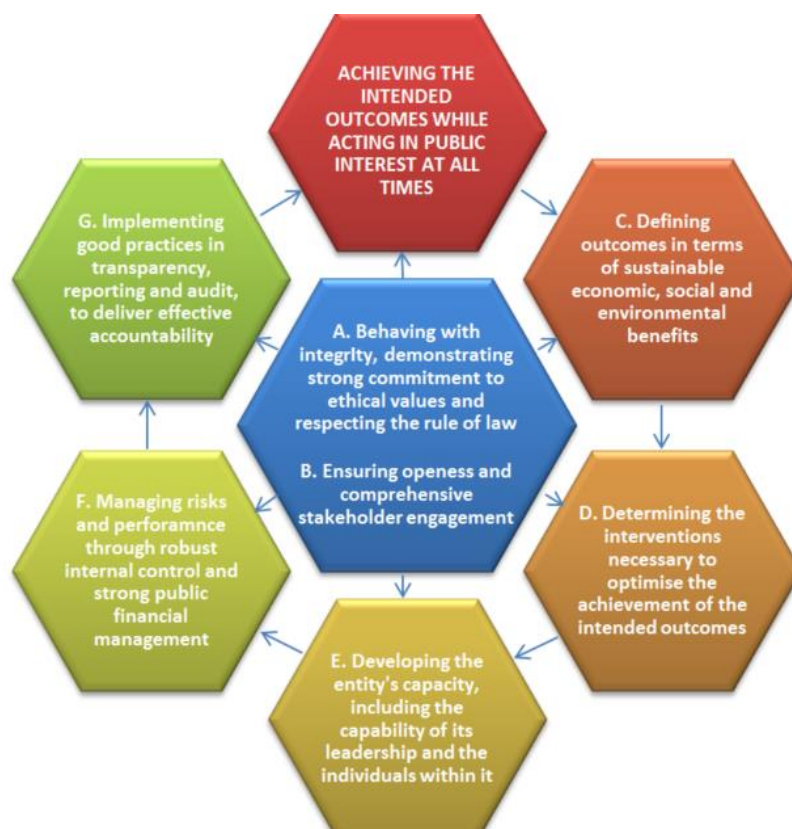 ACHIEVING THE
INTENDED
OUTCOMES WHILE
ACTING IN PUBLIC
INTEREST AT ALL
TIMES
C. Defining
outcomes in terms
of sustainable
economic, social and
environmental
benefits
D. Determining the
interventions
necessary to
optimise the
achievement of the
intended outcomes
E. Developing the
entity's capacity,
including the
capability of its
leadership and the
individuals within it
F. Managing risks
and perforamnce
through robust
internal control and
strong public
financial
management
G. Implementing
good practices in
transparency,
reporting and audit,
to deliver effective
accountability
A. Behaving with
integrIty, demonstrating
strong commitment to
ethical values and
respecting the rule of law
B. Ensuring openess and
comprehensive
stakeholder engagement